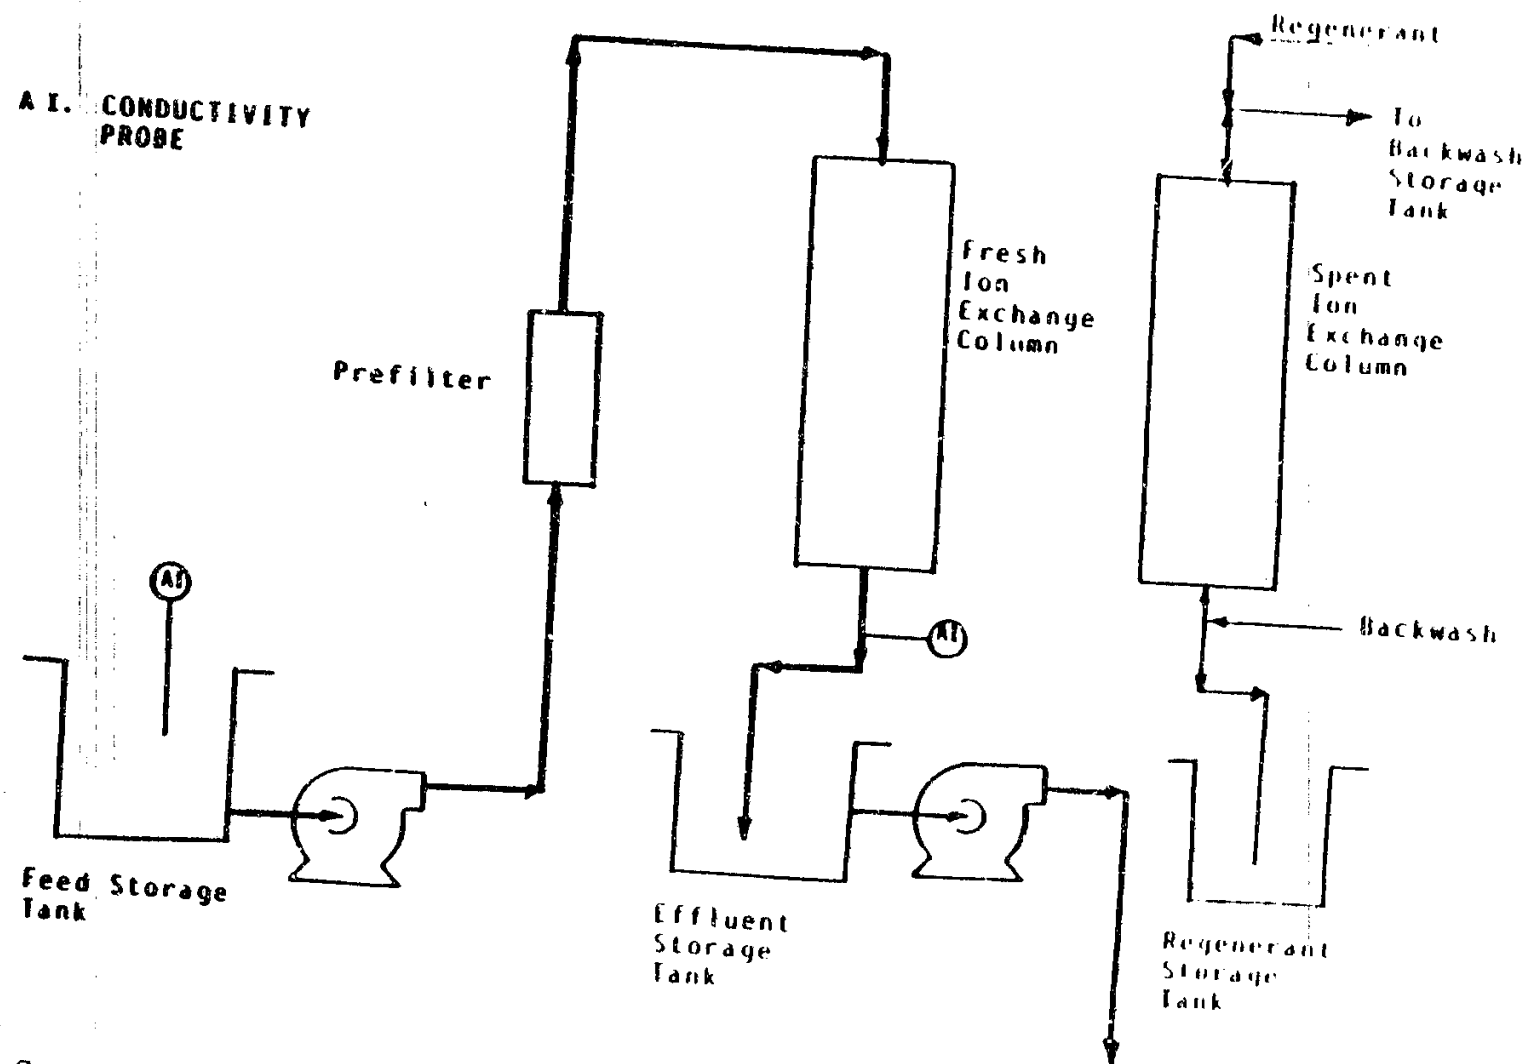 Regenerant
A I. CONDUCTIVITY
PROBE
To
Backwash
Storage
Tank
Fresh
Ion
Exchange
Column
Spent
Ion
Exchange
Column
Prefilter
AI
AI
Backwash
Feed Storage
Tank
Effluent
Storage
Tank
Regenerant
Storage
Tank